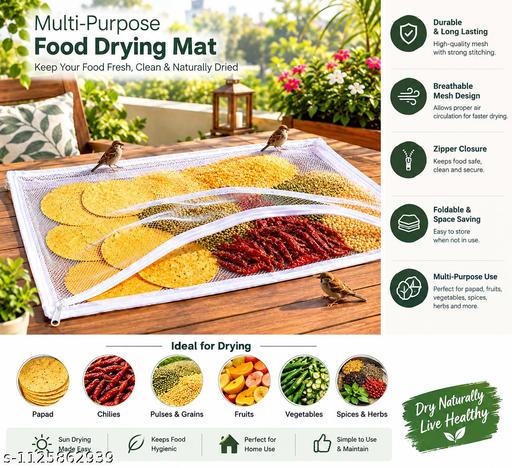 Multi-Purpose
Food Drying Mat
Keep Your Food Fresh, Clean & Naturally Dried
Durable
& Long Lasting
High-quality mesh
with strong stitching.
Breathable
Mesh Design
Allows proper air
circulation for faster drying.
Zipper Closure
Keeps food safe,
clean and secure.
Foldable &
Space Saving
Easy to store
when not in use.
Multi-Purpose Use
Perfect for papad, fruits,
vegetables, spices,
herbs and more.
Ideal for Drying
Papad
Chilies
Pulses & Grains
Fruits
Vegetables
Spices & Herbs
Dry Naturally
Live Healthy
Sun Drying
Made Easy
Keeps Food
Hygienic
Perfect for
Home Use
Simple to Use
& Maintain
s-1125862939